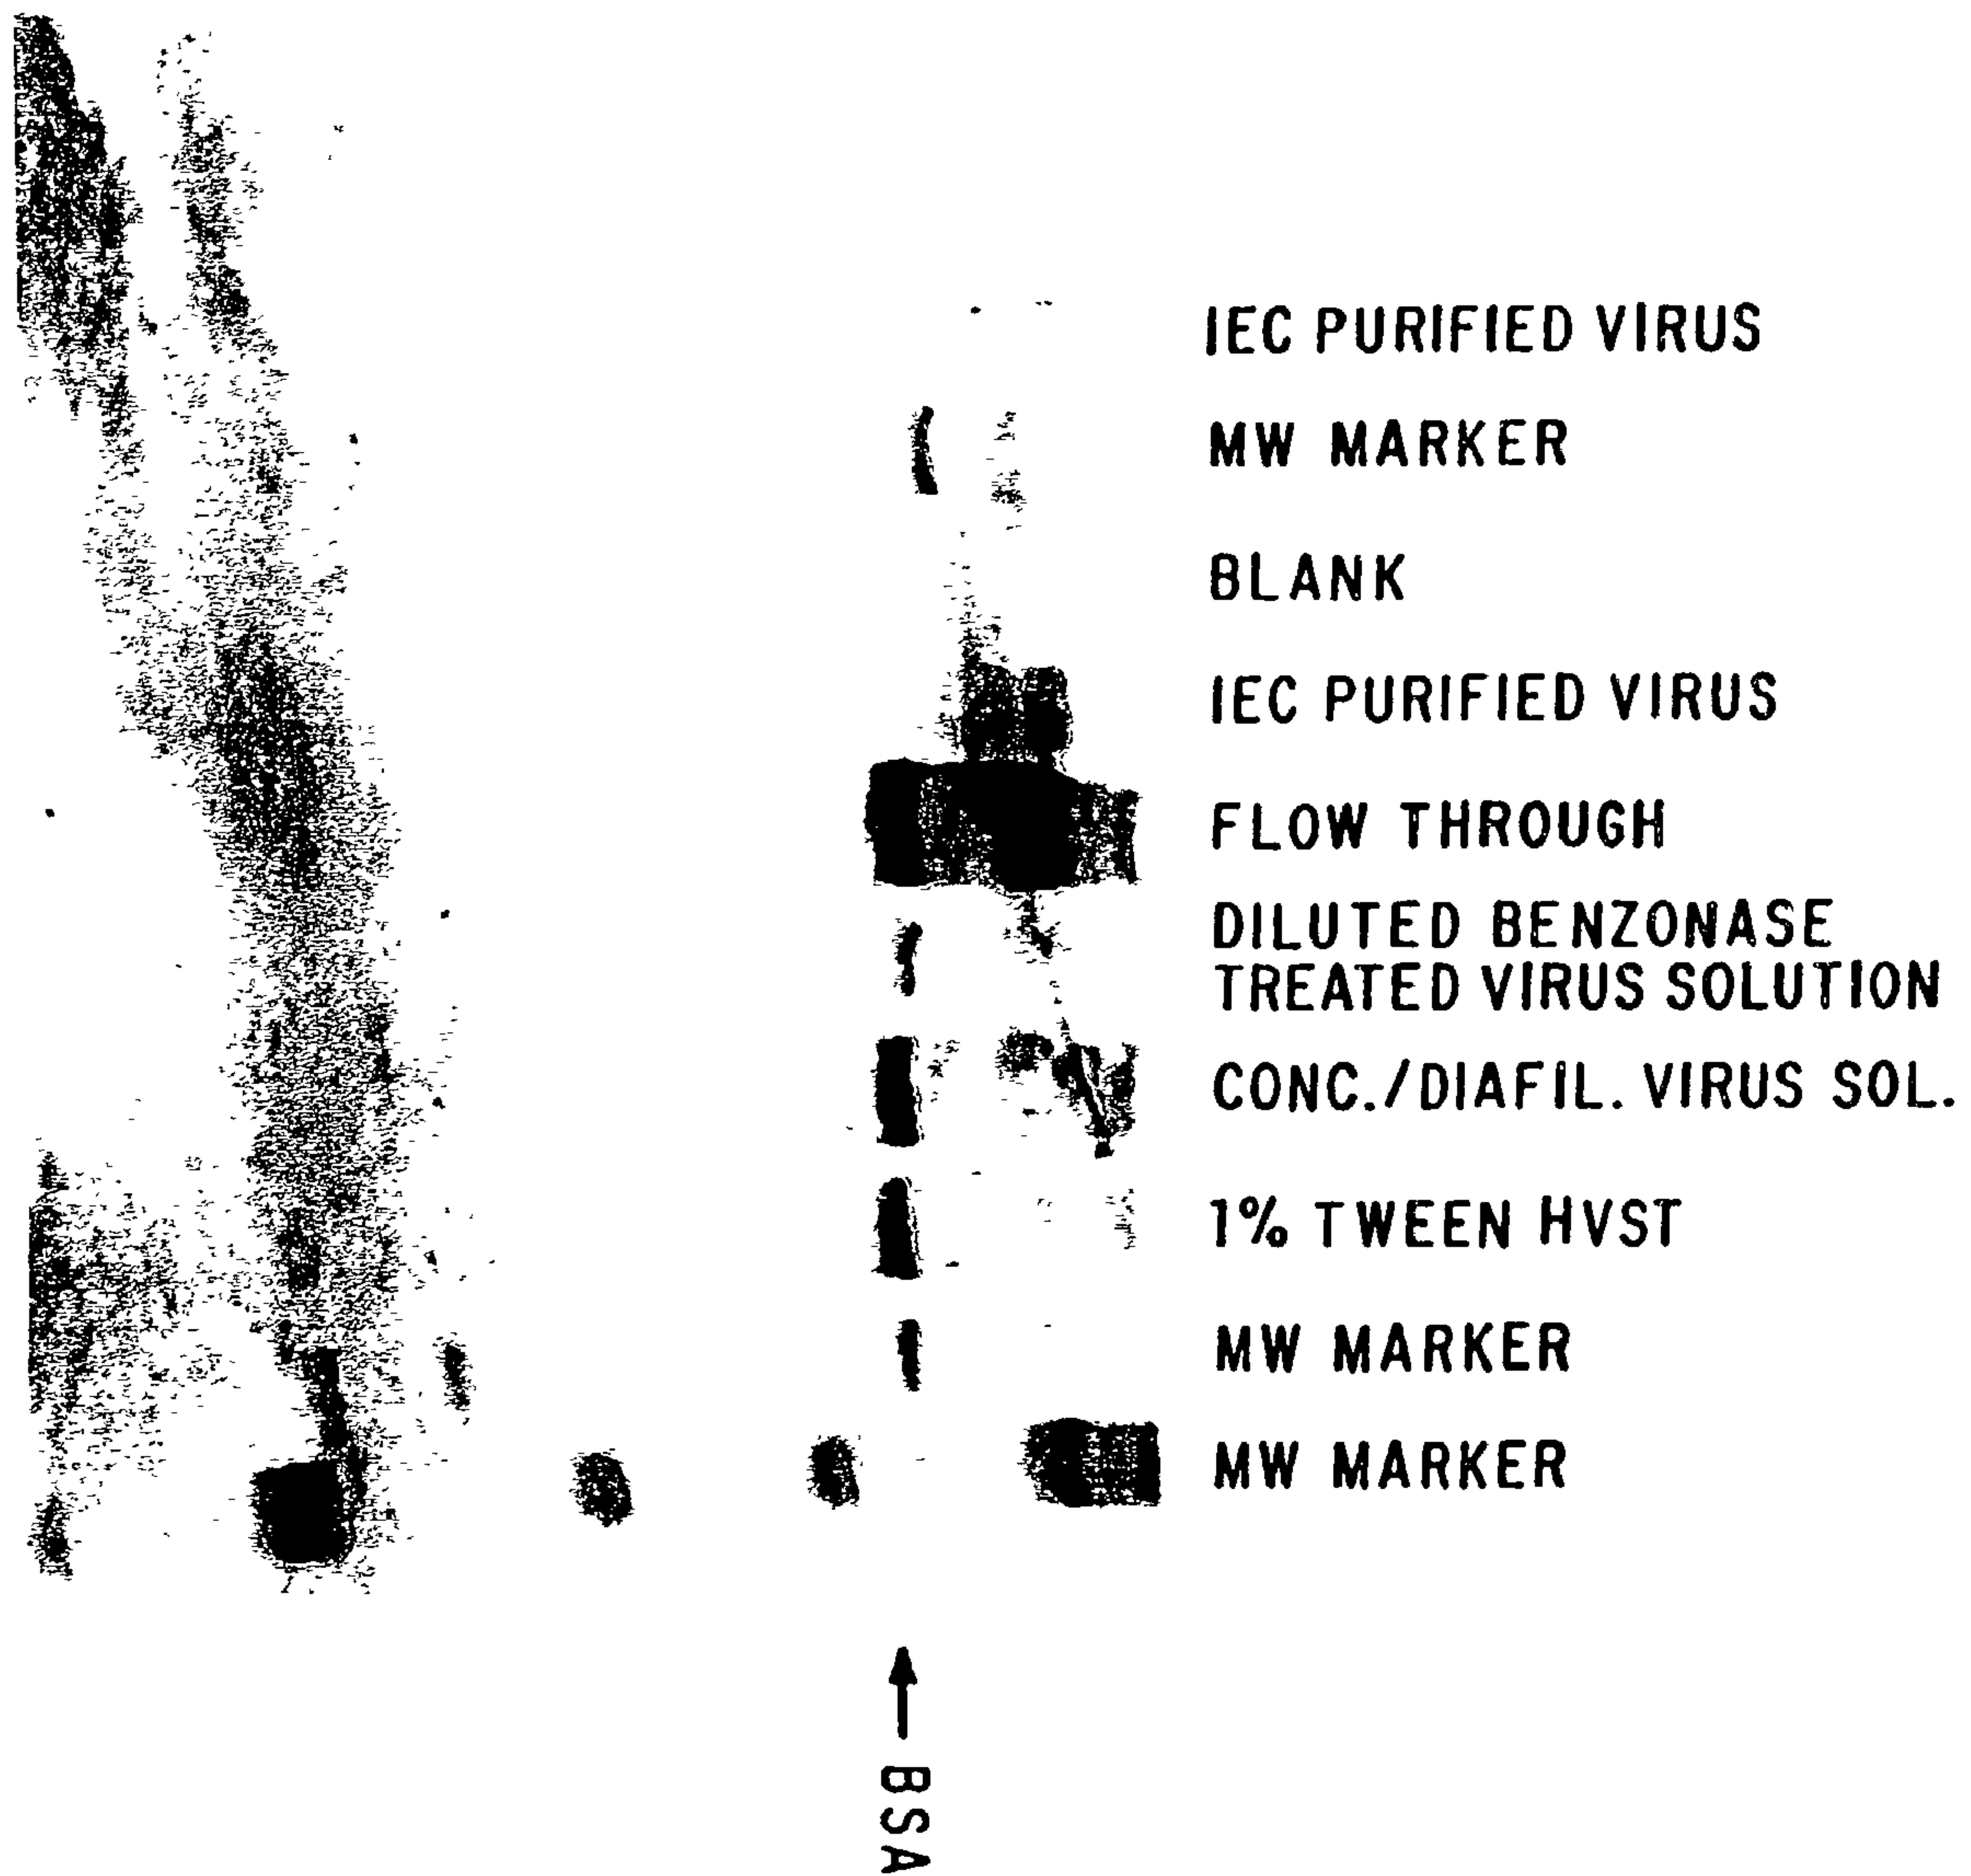 IEC PURIFIED VIRUS
MW MARKER
BLANK
IEC PURIFIED VIRUS
FLOW THROUGH
DILUTED BENZONASE
TREATED VIRUS SOLUTION
CONC./DIAFIL. VIRUS SOL.
1% TWEEN HVST
MW MARKER
MW MARKER
BSA